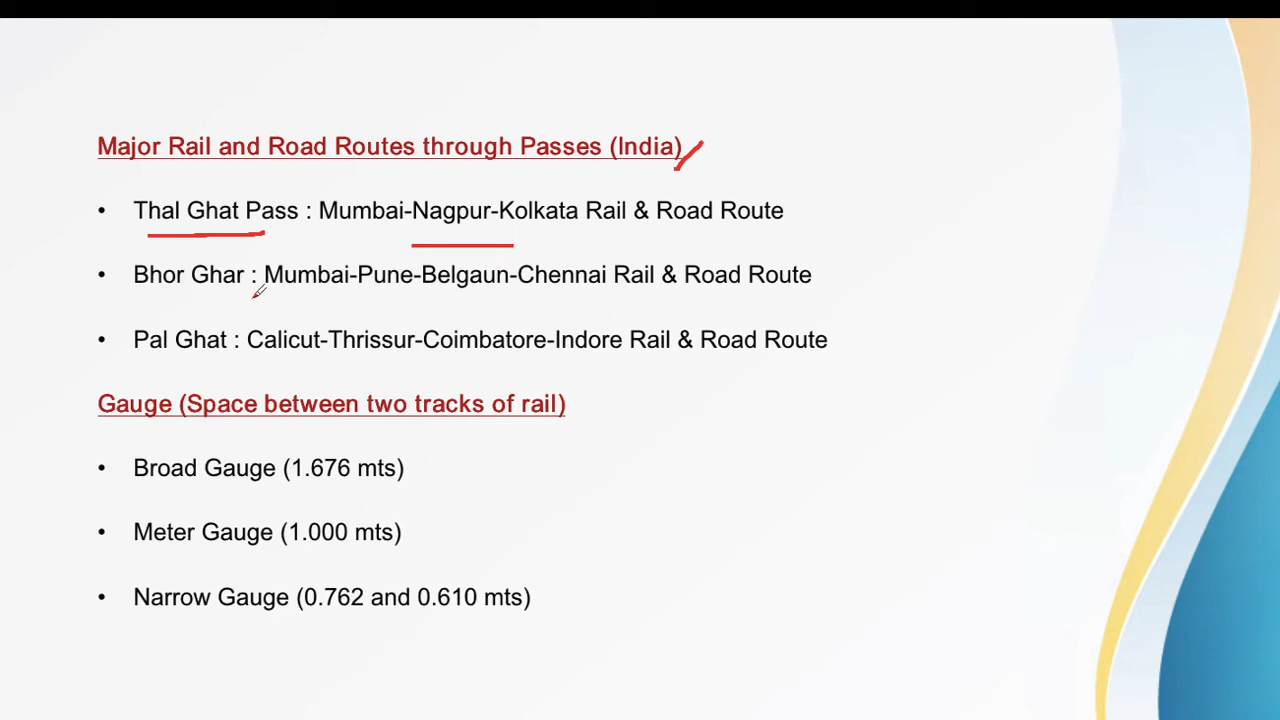 Major Rail and Road Routes through Passes (India)
• Thal Ghat Pass : Mumbai-Nagpur-Kolkata Rail & Road Route
• Bhor Ghar : Mumbai-Pune-Belgaun-Chennai Rail & Road Route
• Pal Ghat : Calicut-Thrissur-Coimbatore-Indore Rail & Road Route
Gauge (Space between two tracks of rail)
• Broad Gauge (1.676 mts)
• Meter Gauge (1.000 mts)
• Narrow Gauge (0.762 and 0.610 mts)